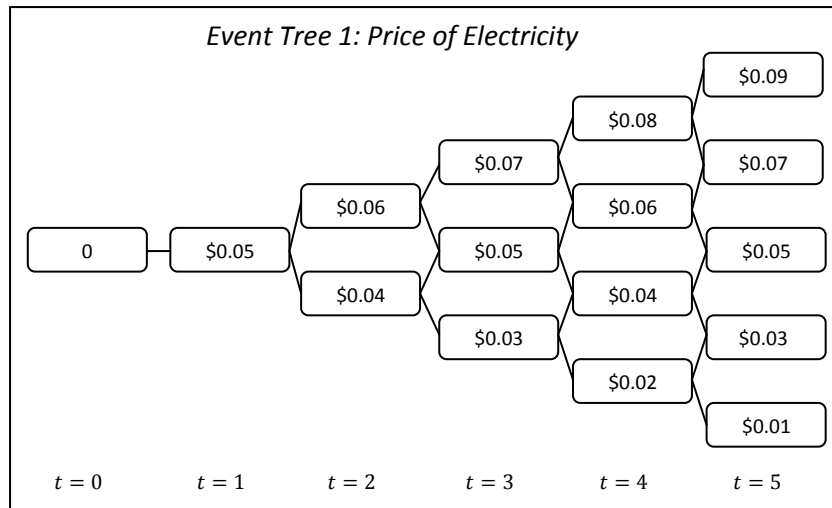 Event Tree 1: Price of Electricity
$0.09
$0.08
$0.07
$0.07
$0.06
$0.06
0
$0.05
$0.05
$0.05
$0.04
$0.04
$0.03
$0.03
$0.02
$0.01
t = 0
t = 1
t = 2
t = 3
t = 4
t = 5